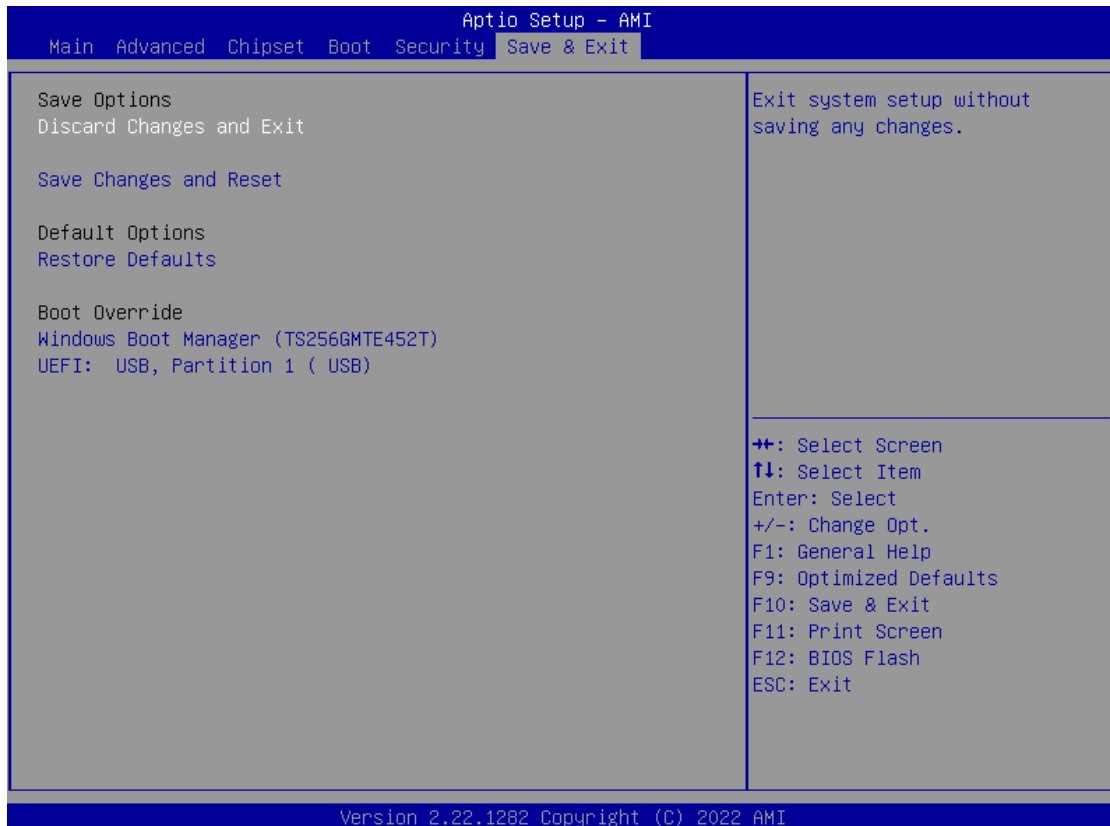 Aptio Setup – AMI
Main Advanced Chipset Boot Security Save & Exit
Save Options
Discard Changes and Exit
Save Changes and Reset
Default Options
Restore Defaults
Boot Override
Windows Boot Manager (TS256GMTE452T)
UEFI: USB, Partition 1 ( USB)
Exit system setup without
saving any changes.
→←: Select Screen
↑↓: Select Item
Enter: Select
+/-: Change Opt.
F1: General Help
F9: Optimized Defaults
F10: Save & Exit
F11: Print Screen
F12: BIOS Flash
ESC: Exit
Version 2.22.1282 Copyright (C) 2022 AMI